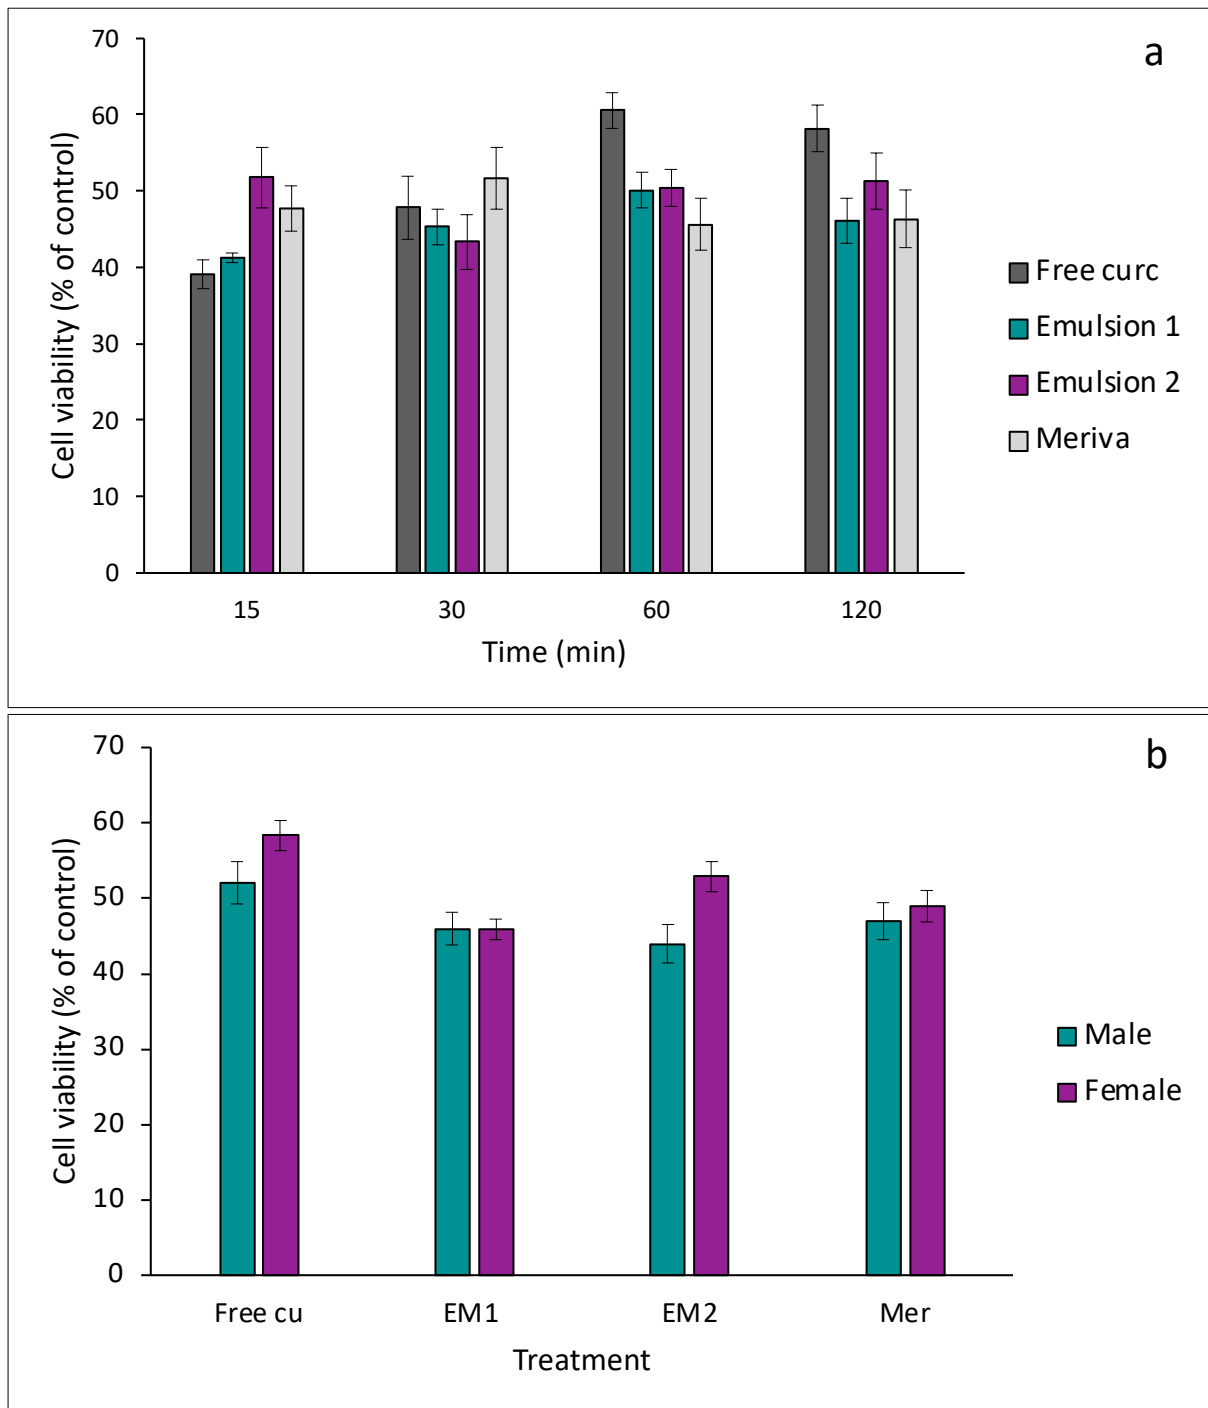 a
70
60
50
40
30
20
10
0
Cell viability (% of control)
15 30 60 120
Time (min)
Free curc
Emulsion 1
Emulsion 2
Meriva
b
70
60
50
40
30
20
10
0
Cell viability (% of control)
Free cu EM1 EM2 Mer
Treatment
Male
Female